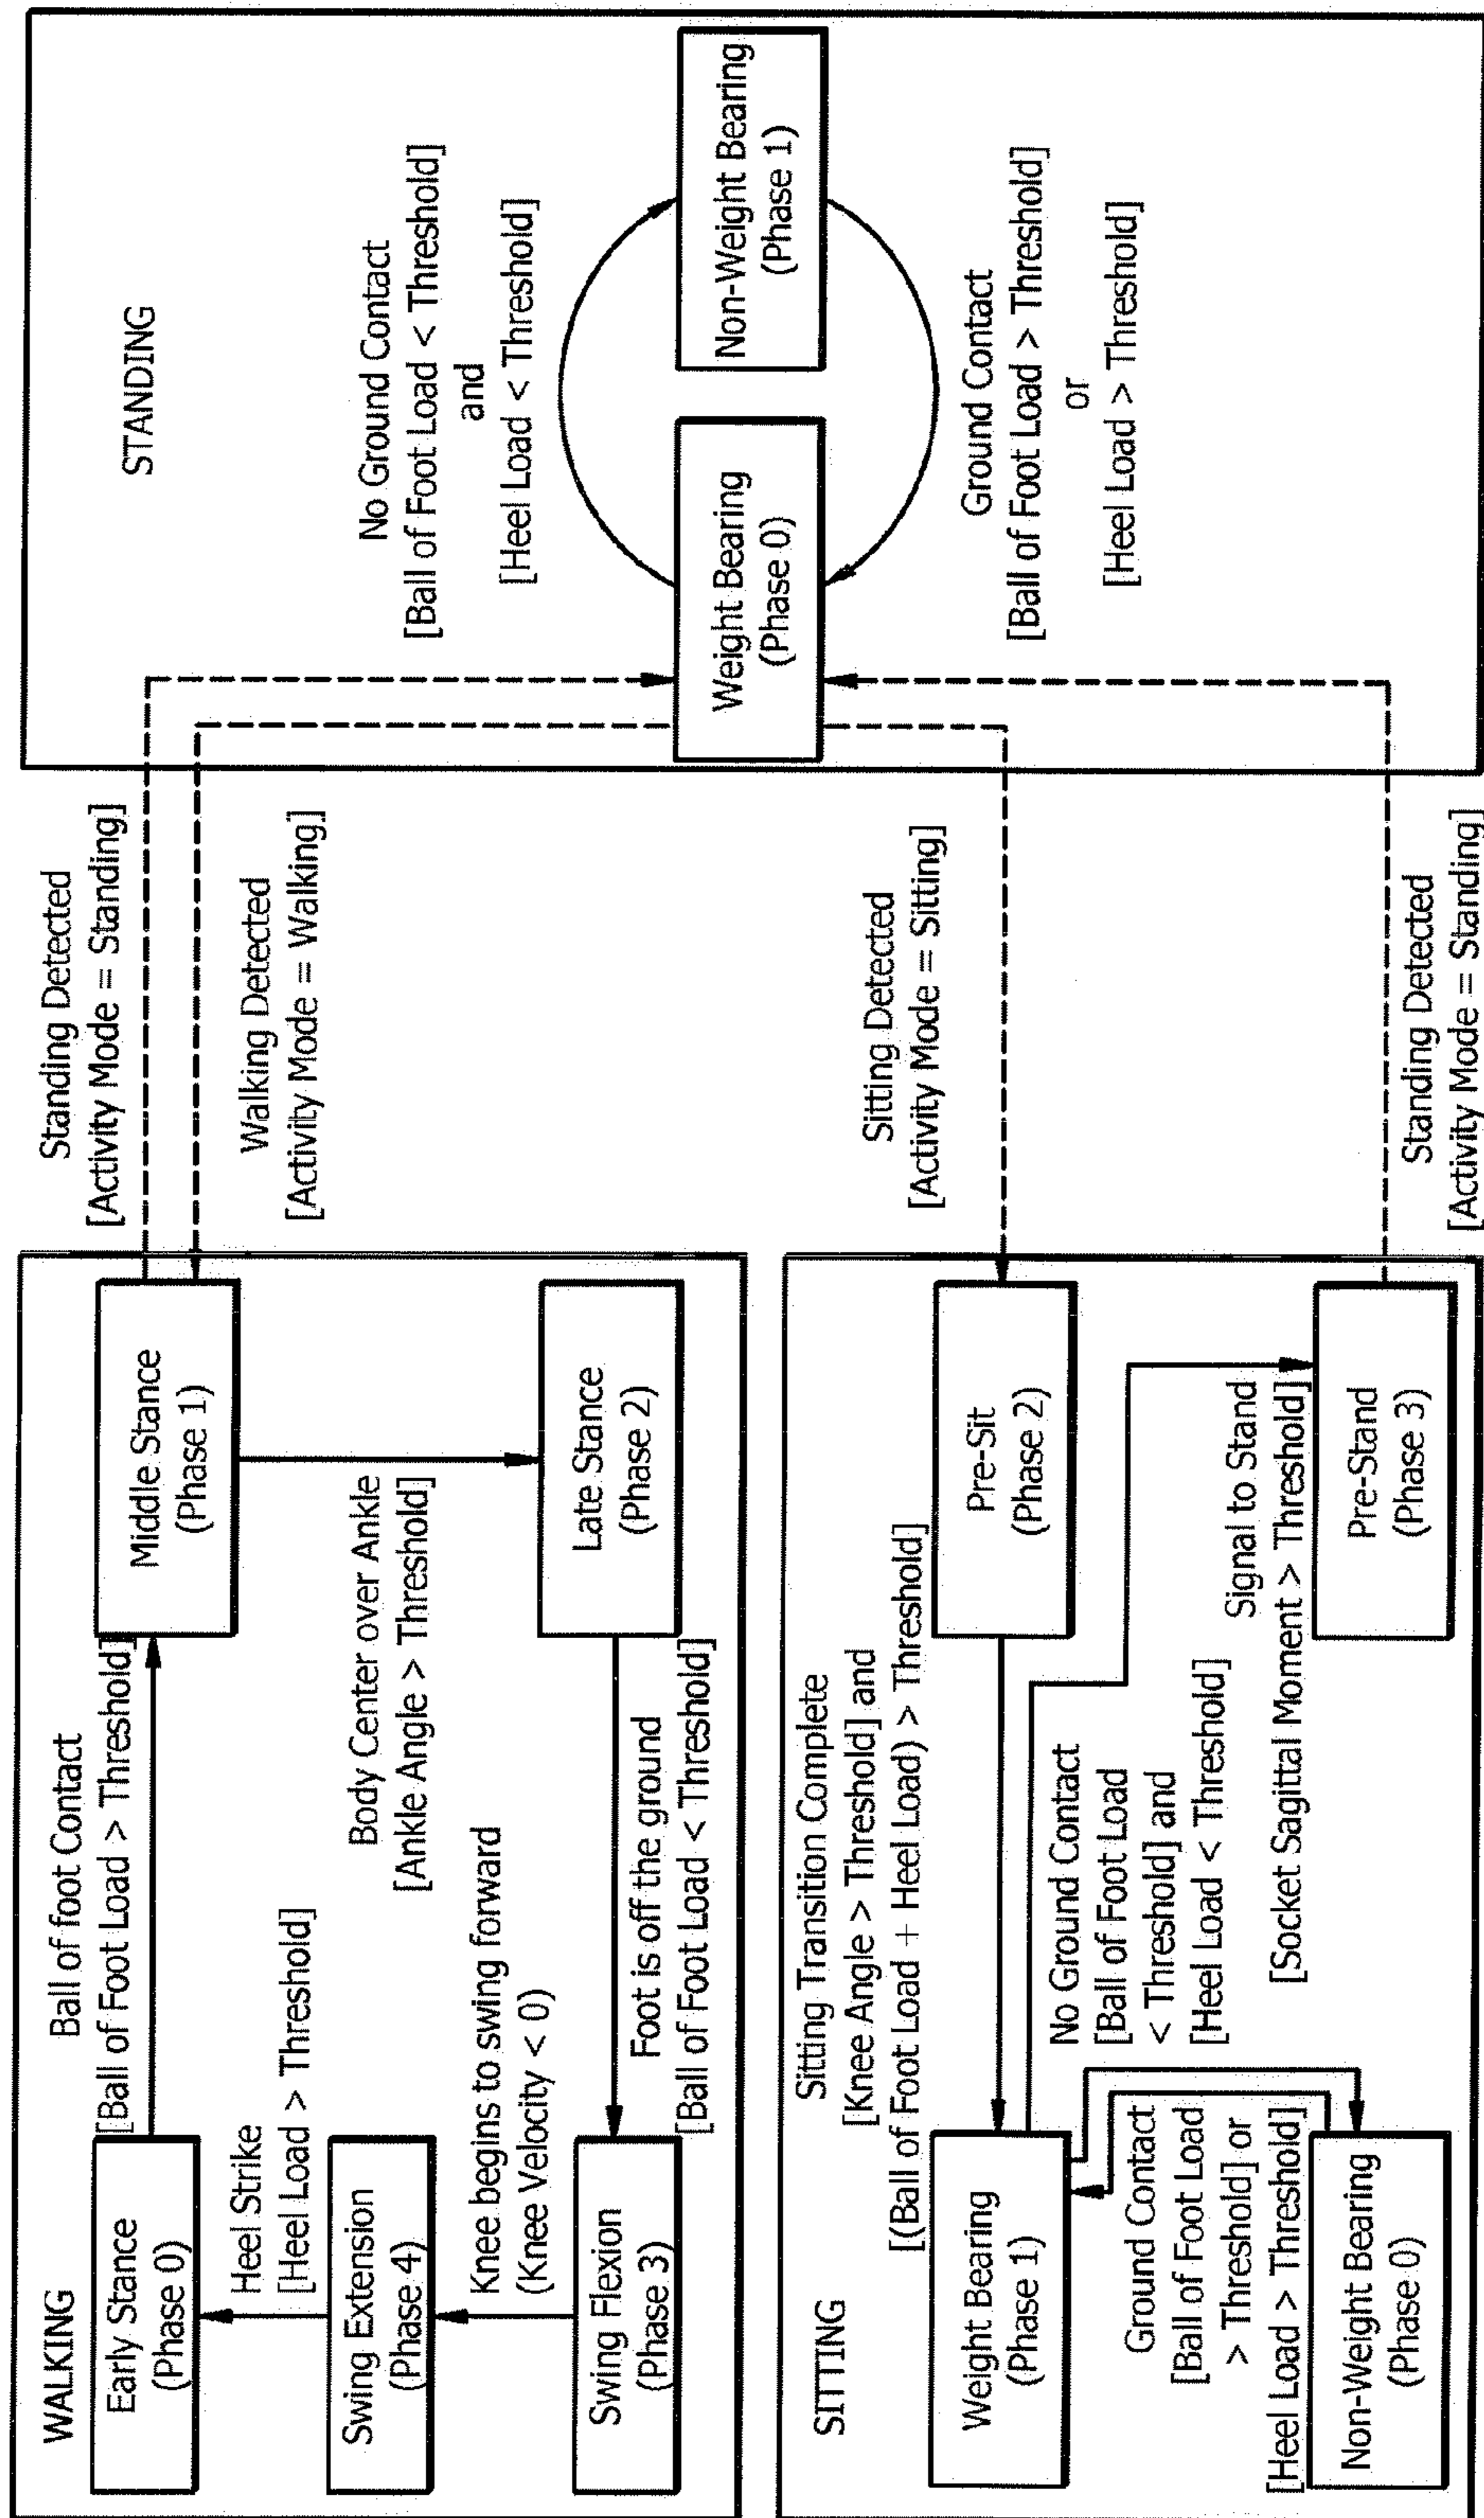 WALKING
Early Stance
(Phase 0)
Ball of foot Contact
[Ball of Foot Load > Threshold]
Middle Stance
(Phase 1)
Heel Strike
[Heel Load > Threshold)
Swing Extension
(Phase 4)
Body Center over Ankle
[Ankle Angle > Threshold]
Knee begins to swing forward
(Knee Velocity < 0)
Swing Flexion
(Phase 3)
Foot is off the ground
[Ball of Foot Load < Threshold]
Late Stance
(Phase 2)
Standing Detected
[Activity Mode = Standing]
Walking Detected
[Activity Mode = Walking]
STANDING
No Ground Contact
[Ball of Foot Load < Threshold]
and
[Heel Load < Threshold]
Weight Bearing
(Phase 0)
Non-Weight Bearing
(Phase 1)
Ground Contact
[Ball of Foot Load > Threshold]
or
[Heel Load > Threshold]
SITTING
Sitting Transition Complete
[Knee Angle > Threshold] and
[(Ball of Foot Load + Heel Load) > Threshold]
Weight Bearing
(Phase 1)
Pre-Sit
(Phase 2)
Sitting Detected
[Activity Mode = Sitting]
No Ground Contact
[Ball of Foot Load
< Threshold] and
[Heel Load < Threshold]
Ground Contact
[Ball of Foot Load
> Threshold] or
[Heel Load > Threshold]
Non-Weight Bearing
(Phase 0)
Signal to Stand
[Socket Sagittal Moment > Threshold]
Pre-Stand
(Phase 3)
Standing Detected
[Activity Mode = Standing]